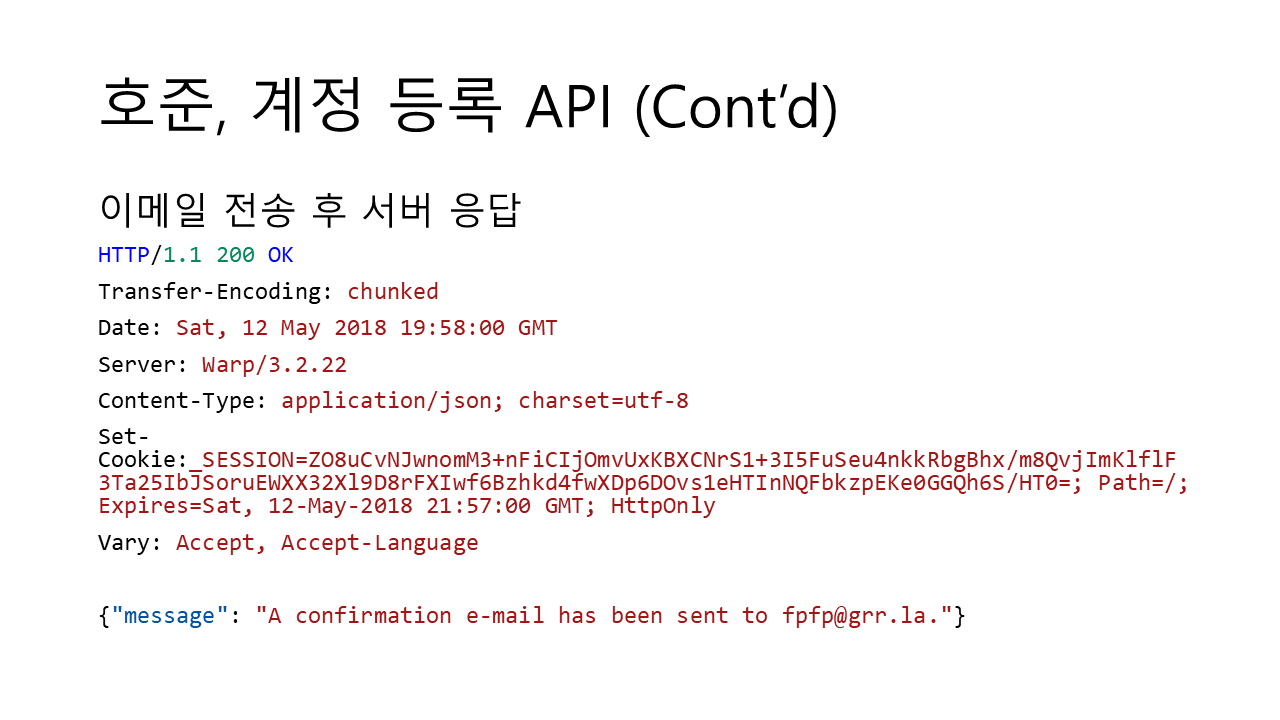 호준, 계정 등록 API (Cont’d)
이메일 전송 후 서버 응답
HTTP/1.1 200 OK
Transfer-Encoding: chunked
Date: Sat, 12 May 2018 19:58:00 GMT
Server: Warp/3.2.22
Content-Type: application/json; charset=utf-8
Set-
Cookie:_SESSION=ZO8uCvNJwnomM3+nFiCIjOmvUxKBXCNrS1+3I5FuSeu4nkkRbgBhx/m8QvjImKlflF
3Ta25IbJSoruEWXX32Xl9D8rFXIwf6Bzhkd4fwXDp6DOvs1eHTInNQFbkzpEKe0GGQh6S/HT0=; Path=/;
Expires=Sat, 12-May-2018 21:57:00 GMT; HttpOnly
Vary: Accept, Accept-Language
{"message": "A confirmation e-mail has been sent to fpfp@grr.la."}